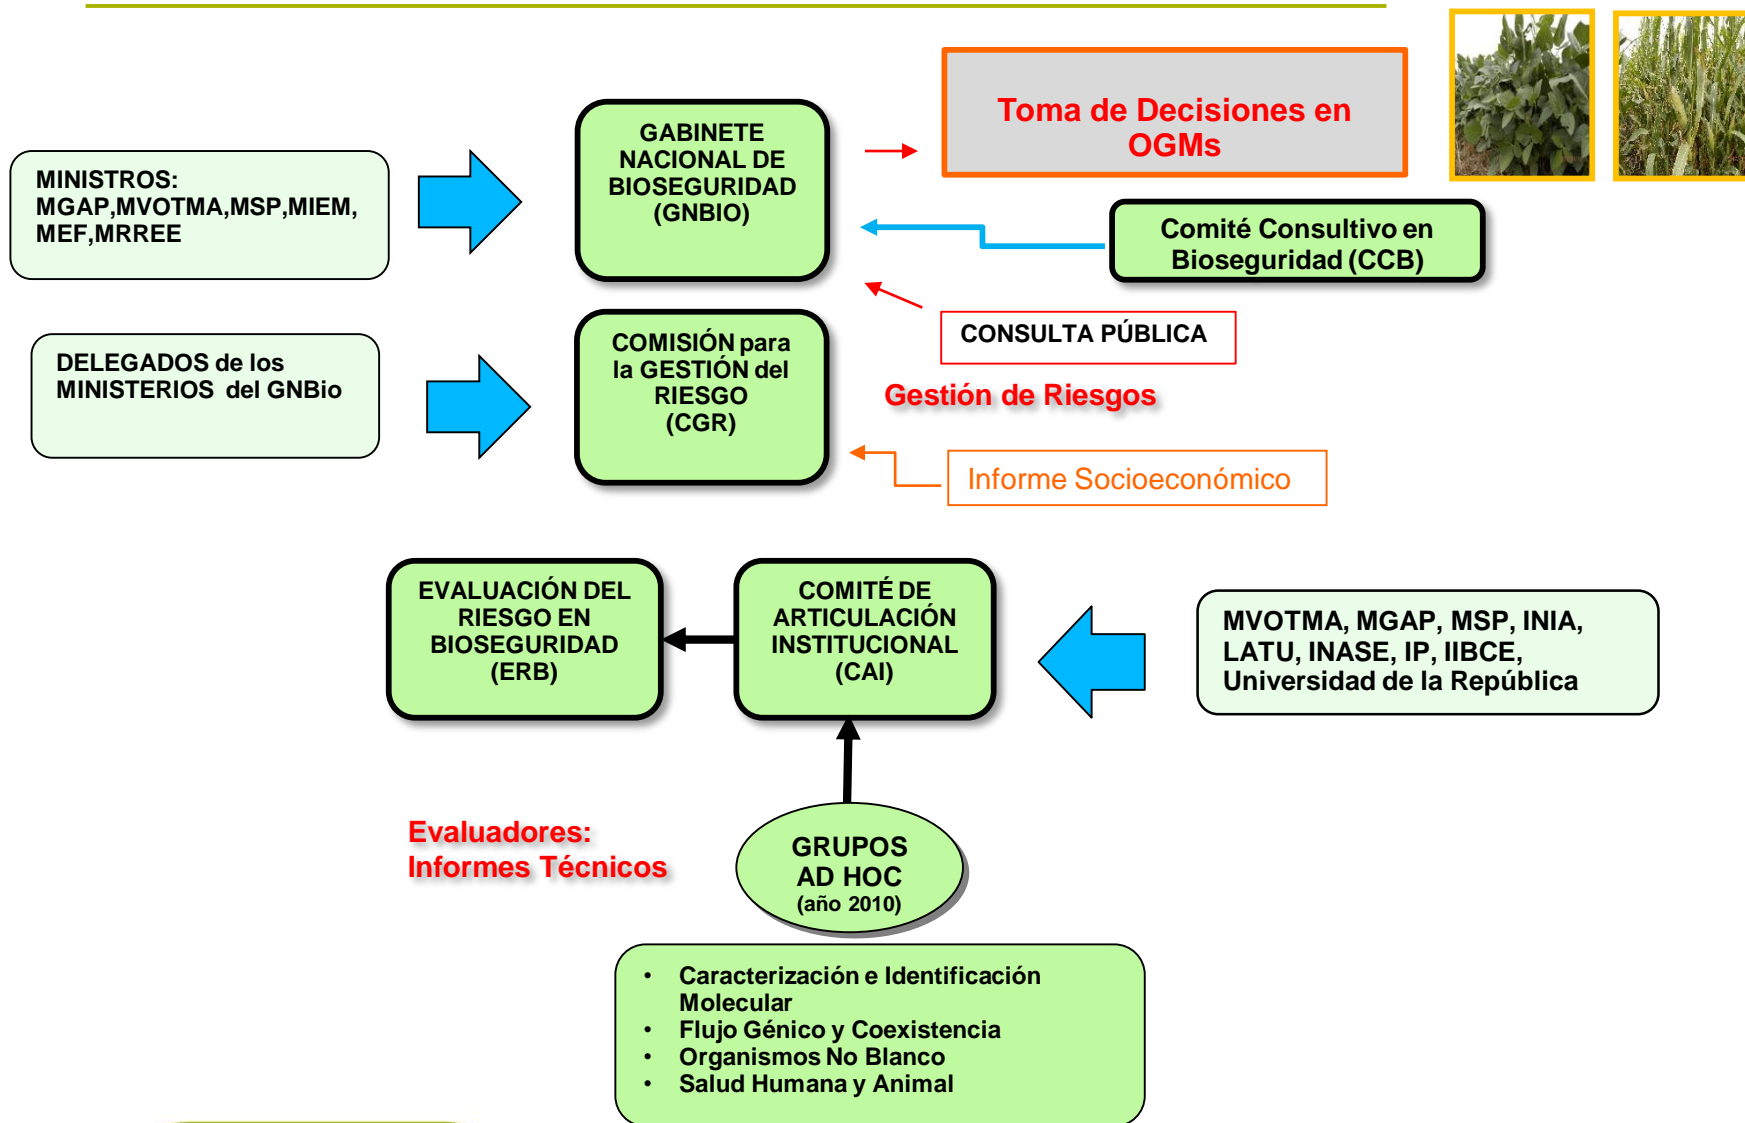 MINISTROS:
MGAP,MVOTMA,MSP,MIEM,
MEF,MRREE
GABINETE
NACIONAL DE
BIOSEGURIDAD
(GNBIO)
Toma de Decisiones en
OGMs
Comité Consultivo en
Bioseguridad (CCB)
CONSULTA PÚBLICA
DELEGADOS de los
MINISTERIOS del GNBio
COMISIÓN para
la GESTIÓN del
RIESGO
(CGR)
Gestión de Riesgos
Informe Socioeconómico
EVALUACIÓN DEL
RIESGO EN
BIOSEGURIDAD
(ERB)
COMITÉ DE
ARTICULACIÓN
INSTITUCIONAL
(CAI)
MVOTMA, MGAP, MSP, INIA,
LATU, INASE, IP, IIBCE,
Universidad de la República
Evaluadores:
Informes Técnicos
GRUPOS
AD HOC
(año 2010)
• Caracterización e Identificación
Molecular
• Flujo Génico y Coexistencia
• Organismos No Blanco
• Salud Humana y Animal